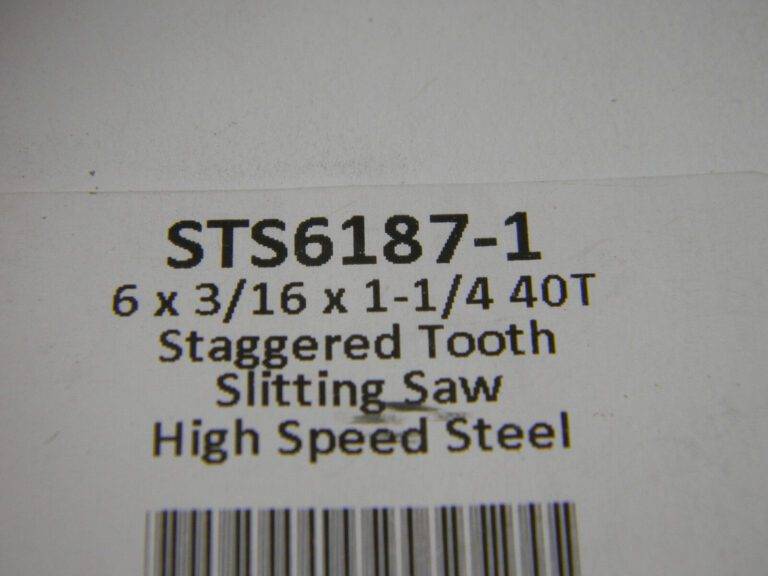 STS6187-1
6 x 3/16 x 1-1/4 40T
Staggered Tooth
Slitting Saw
High Speed Steel